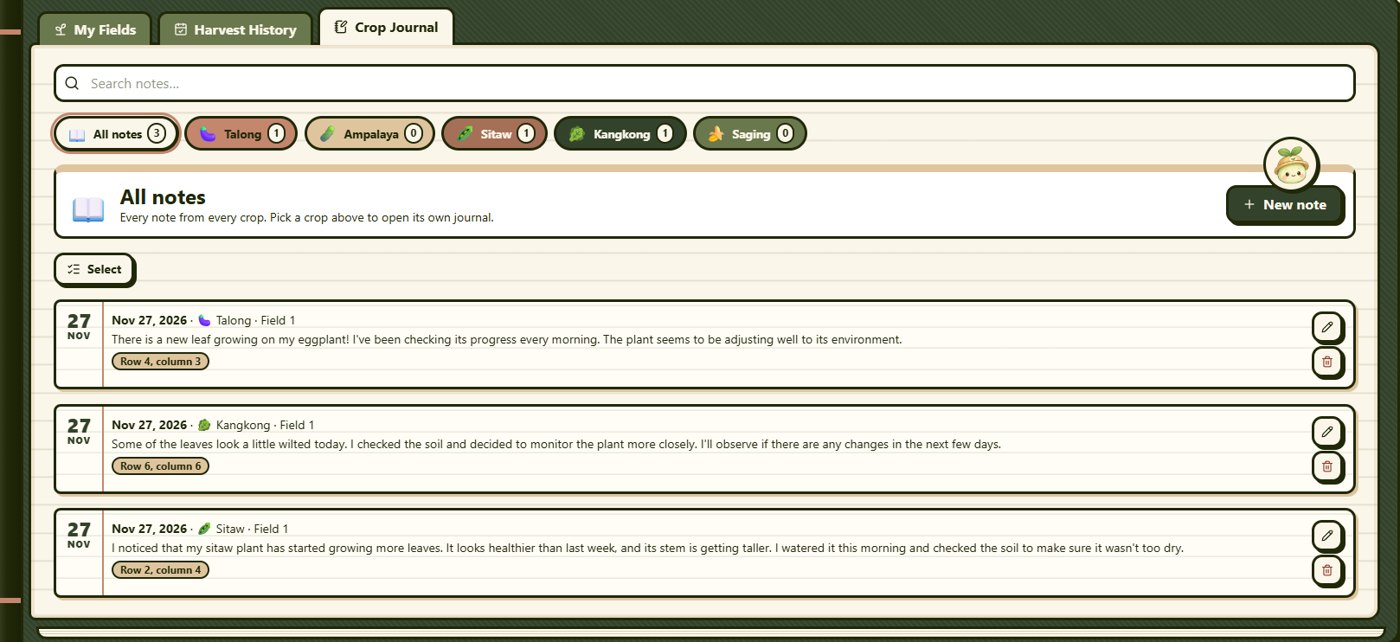 My Fields
Harvest History
Crop Journal
Search notes...
All notes 3
Talong 1
Ampalaya 0
Sitaw 1
Kangkong 1
Saging 0
All notes
Every note from every crop. Pick a crop above to open its own journal.
+ New note
Select
27
NOV
Nov 27, 2026 · Talong · Field 1
There is a new leaf growing on my eggplant! I've been checking its progress every morning. The plant seems to be adjusting well to its environment.
Row 4, column 3
27
NOV
Nov 27, 2026 · Kangkong · Field 1
Some of the leaves look a little wilted today. I checked the soil and decided to monitor the plant more closely. I'll observe if there are any changes in the next few days.
Row 6, column 6
27
NOV
Nov 27, 2026 · Sitaw · Field 1
I noticed that my sitaw plant has started growing more leaves. It looks healthier than last week, and its stem is getting taller. I watered it this morning and checked the soil to make sure it wasn't too dry.
Row 2, column 4